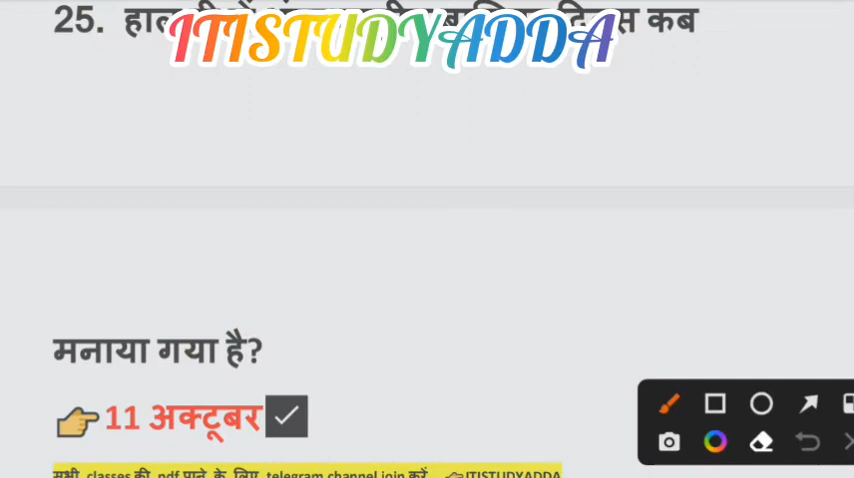 25. हाल
ITISTUDYADDA
कब
मनाया गया है?
👉11 अक्टूबर
सभी classes की pdf पाने के लिए telegram channel join करें 👉ITISTUDYADDA